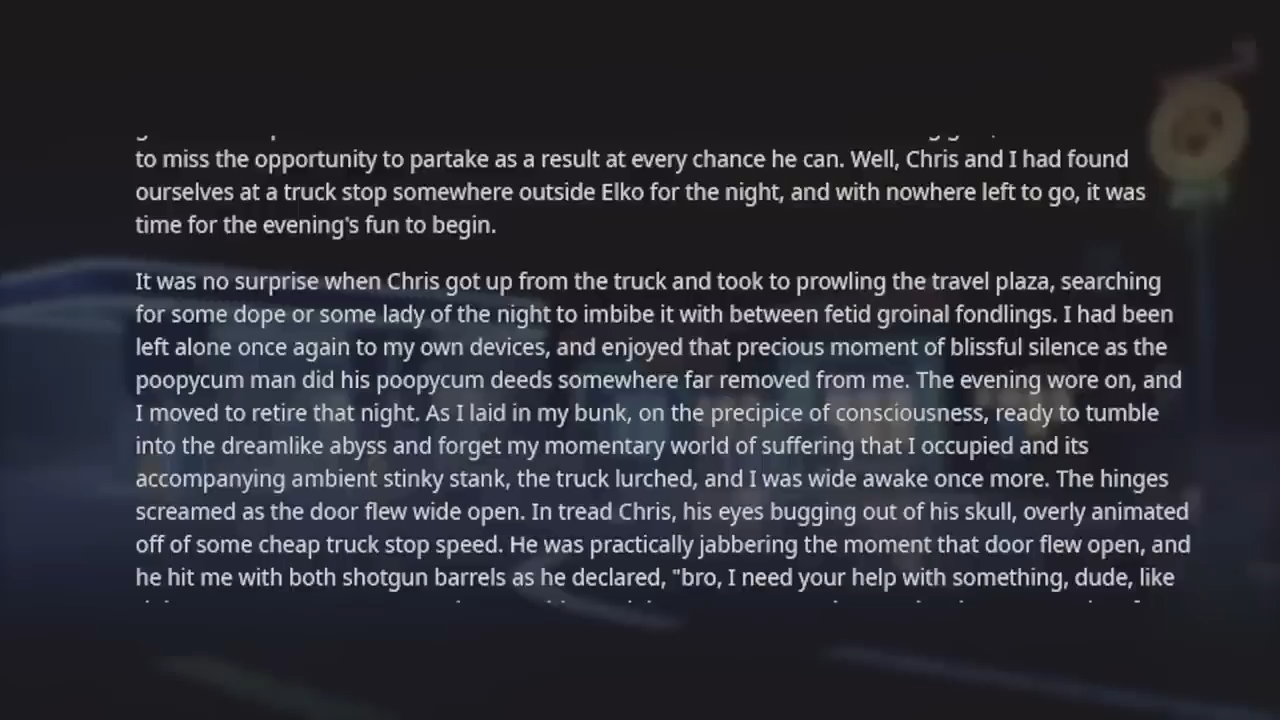 to miss the opportunity to partake as a result at every chance he can. Well, Chris and I had found
ourselves at a truck stop somewhere outside Elko for the night, and with nowhere left to go, it was
time for the evening's fun to begin.
It was no surprise when Chris got up from the truck and took to prowling the travel plaza, searching
for some dope or some lady of the night to imbibe it with between fetid groinal fondlings. I had been
left alone once again to my own devices, and enjoyed that precious moment of blissful silence as the
poopycum man did his poopycum deeds somewhere far removed from me. The evening wore on, and
I moved to retire that night. As I laid in my bunk, on the precipice of consciousness, ready to tumble
into the dreamlike abyss and forget my momentary world of suffering that I occupied and its
accompanying ambient stinky stank, the truck lurched, and I was wide awake once more. The hinges
screamed as the door flew wide open. In tread Chris, his eyes bugging out of his skull, overly animated
off of some cheap truck stop speed. He was practically jabbering the moment that door flew open, and
he hit me with both shotgun barrels as he declared, "bro, I need your help with something, dude, like